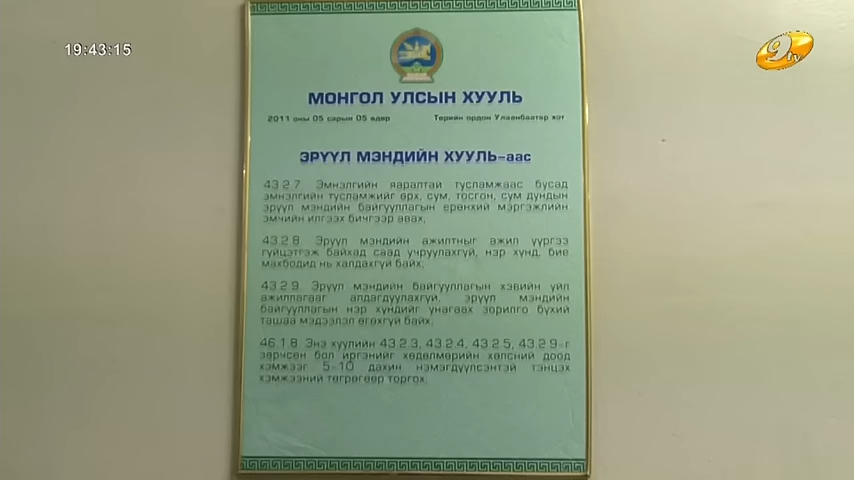 19:43:15
9tv
МОНГОЛ УЛСЫН ХУУЛЬ
2011 оны 05 сарын 05 өдөр Төрийн ордон Улаанбаатар хот
ЭРҮҮЛ МЭНДИЙН ХУУЛЬ-аас
43.2.7. Эмнэлгийн яаралтай тусламжаас бусад
эмнэлгийн тусламжийг өрх, сум, тосгон, сум дундын
эрүүл мэндийн байгууллагын ерөнхий мэргэжлийн
эмчийн илгээх бичгээр авах;
43.2.8. Эрүүл мэндийн ажилтныг ажил үүргээ
гүйцэтгэж байхад саад учруулахгүй, нэр хүнд, бие
махбодид нь халдахгүй байх;
43.2.9. Эрүүл мэндийн байгууллагын хэвийн үйл
ажиллагааг алдагдуулахгүй, эрүүл мэндийн
байгууллагын нэр хүндийг унагаах зорилго бүхий
ташаа мэдээлэл өгөхгүй байх;
46.1.8. Энэ хуулийн 43.2.3, 43.2.4, 43.2.5, 43.2.9-г
зөрчсөн бол иргэнийг хөдөлмөрийн хөлсний доод
хэмжээг 5-10 дахин нэмэгдүүлсэнтэй тэнцэх
хэмжээний төгрөгөөр торгох.